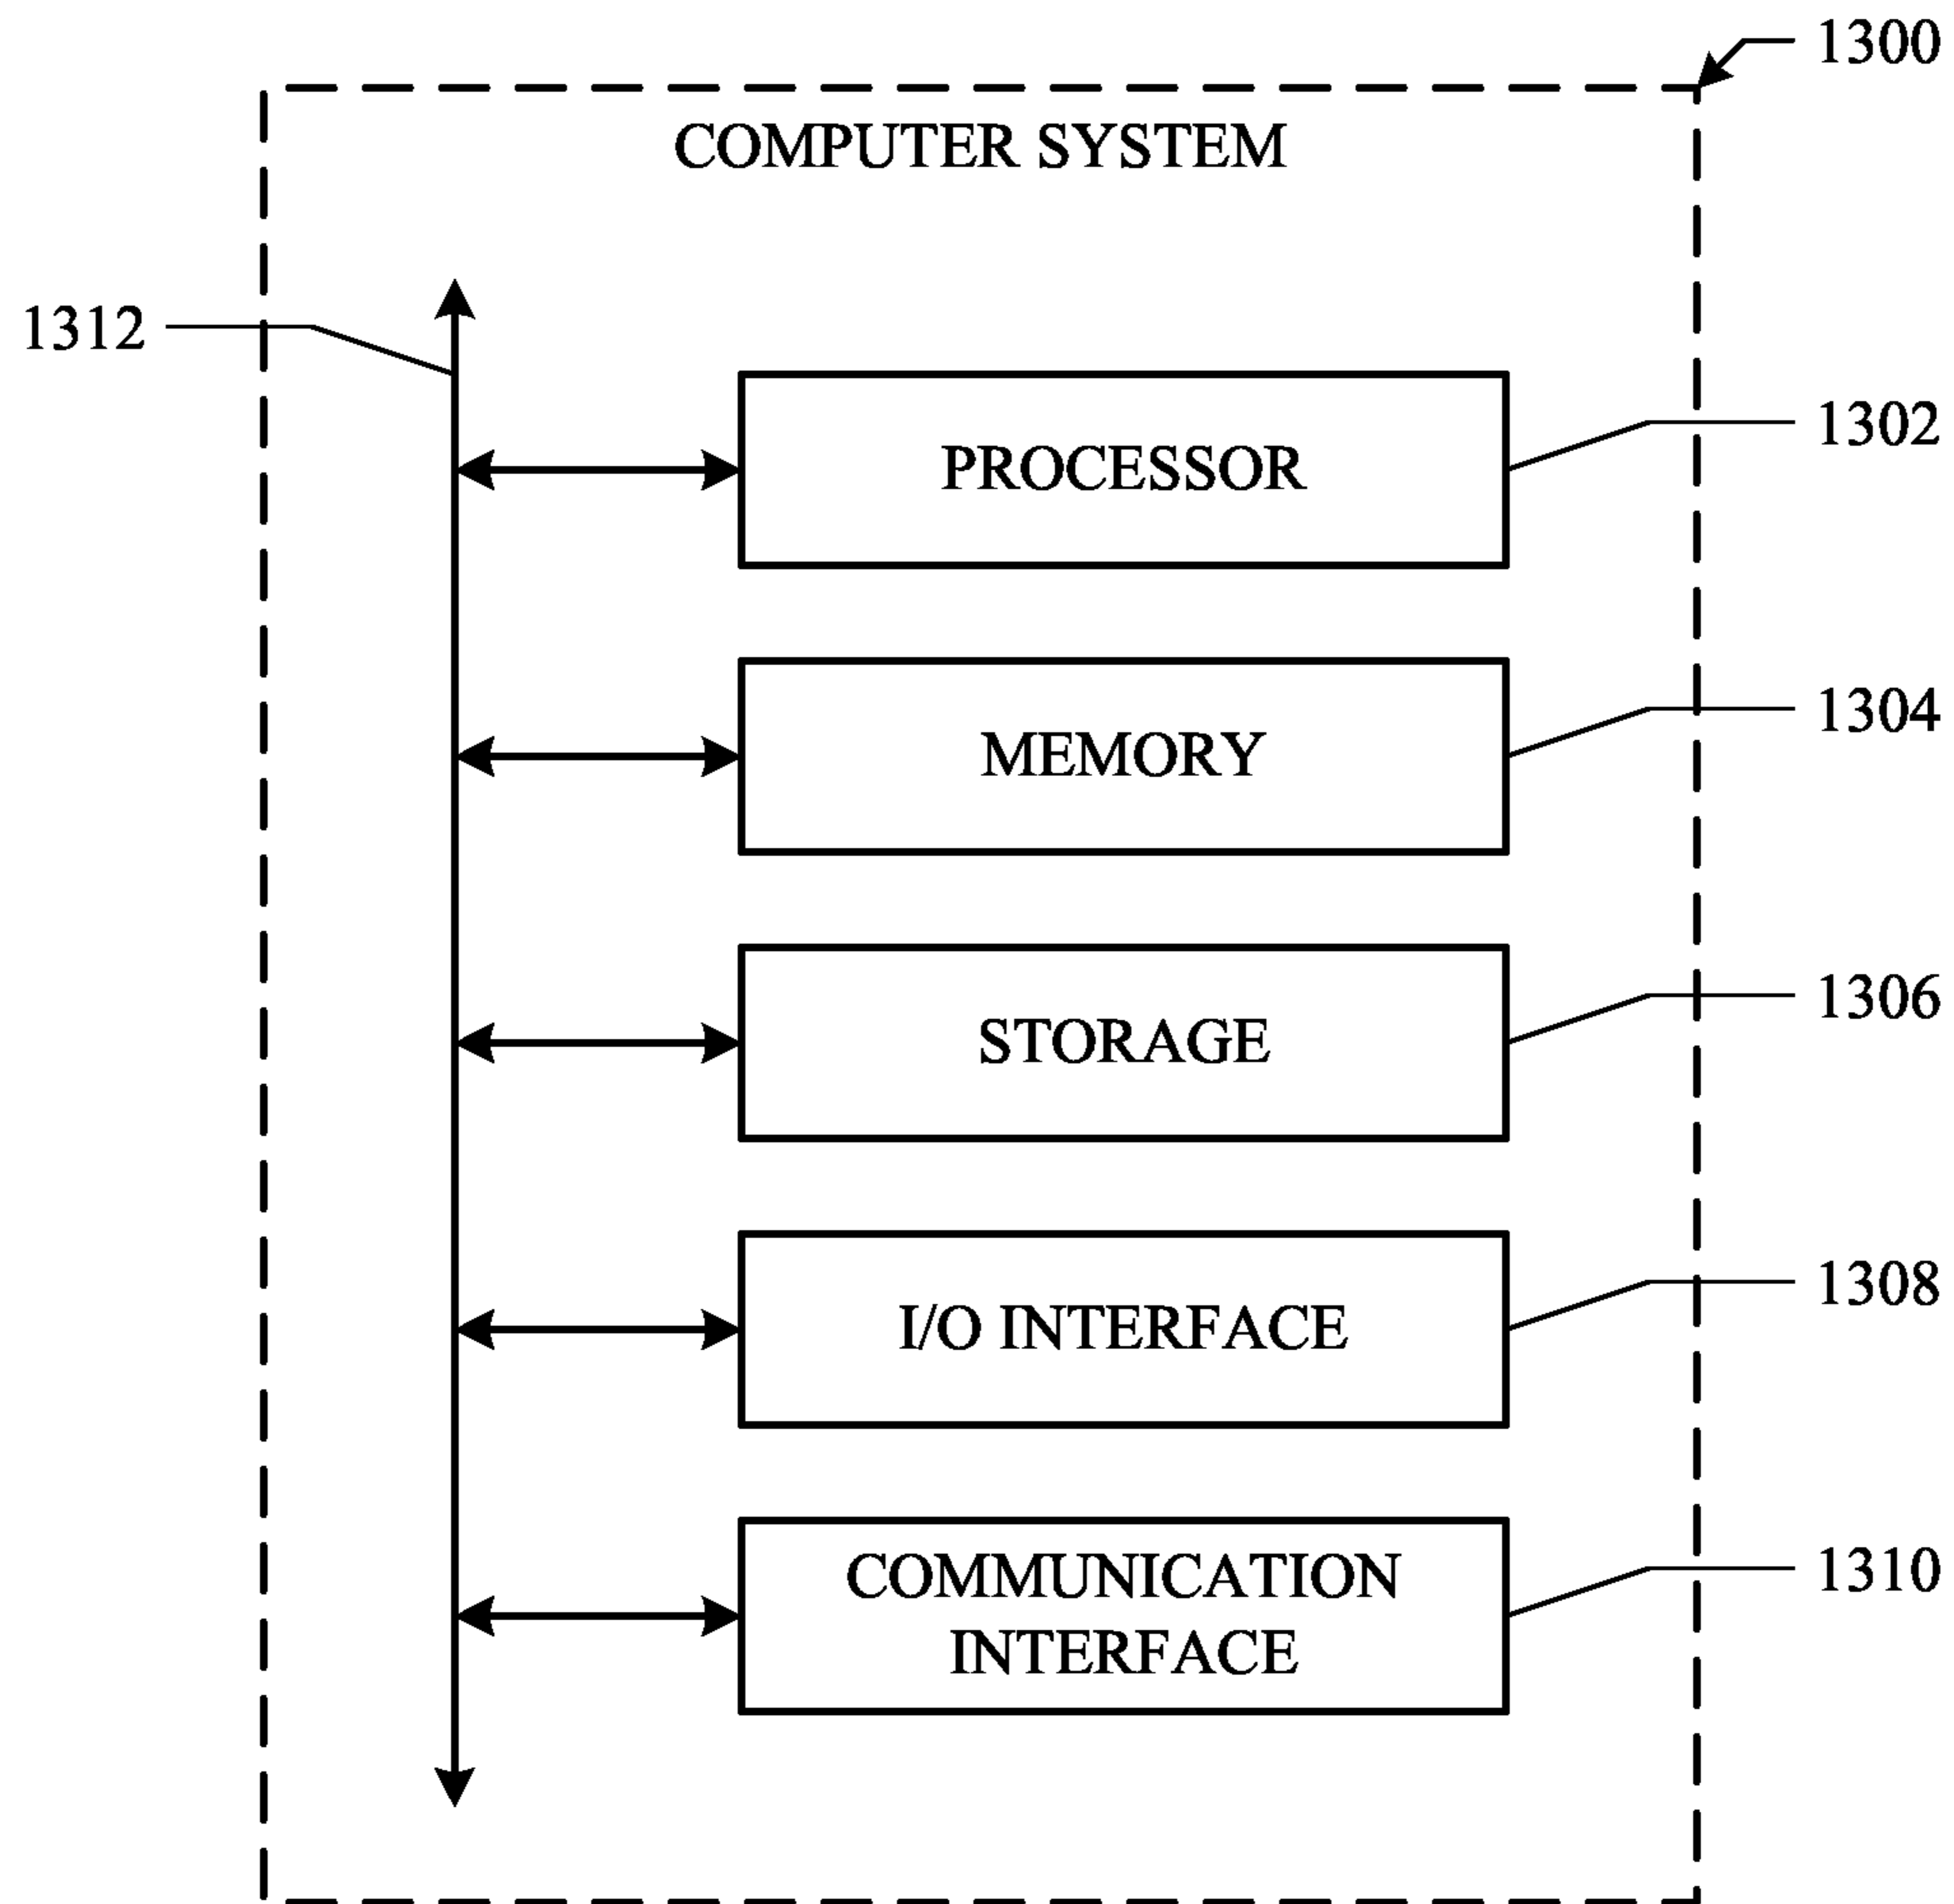 1300
COMPUTER SYSTEM
1312
1302
PROCESSOR
1304
MEMORY
1306
STORAGE
1308
I/O INTERFACE
1310
COMMUNICATION
INTERFACE